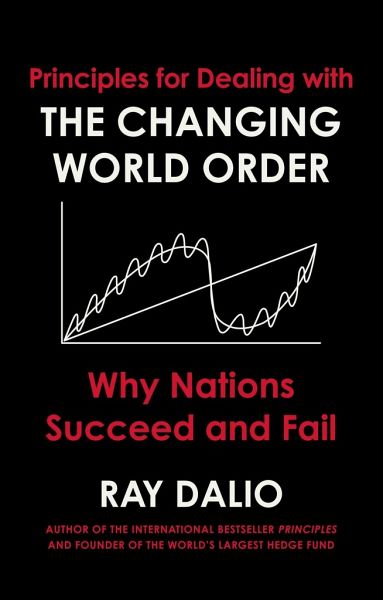 Principles for Dealing with
THE CHANGING
WORLD ORDER
Why Nations
Succeed and Fail
RAY DALIO
AUTHOR OF THE INTERNATIONAL BESTSELLER PRINCIPLES
AND FOUNDER OF THE WORLD'S LARGEST HEDGE FUND